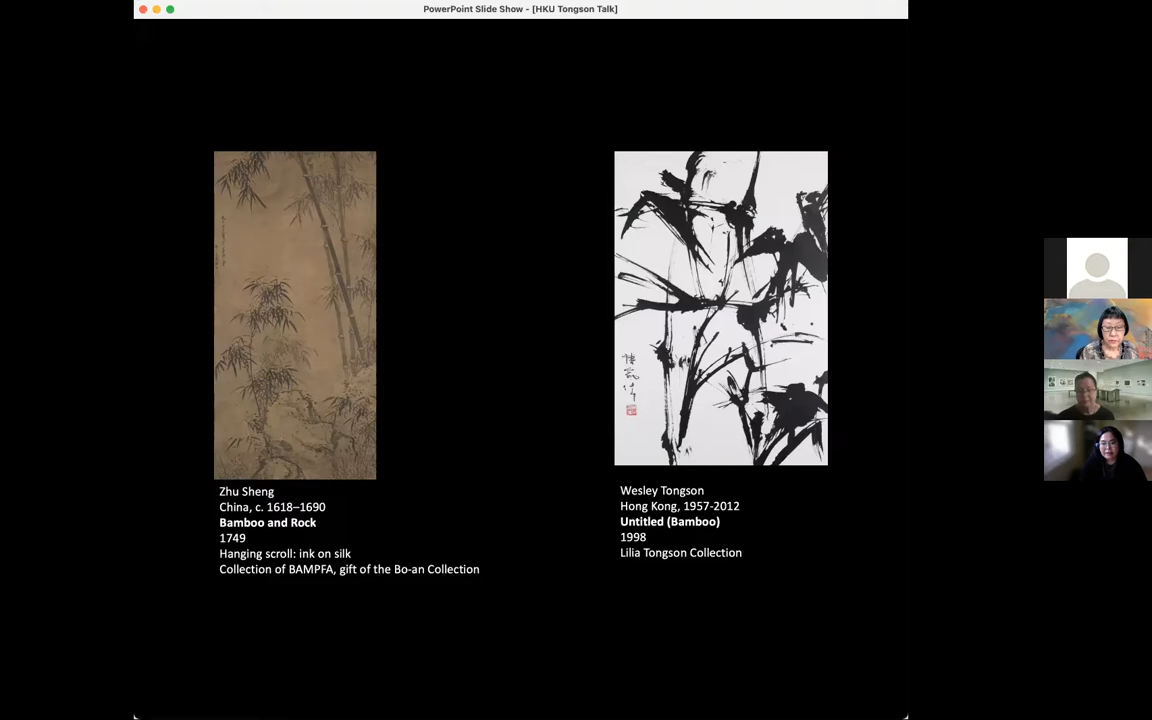 PowerPoint Slide Show - [HKU Tongson Talk]
Zhu Sheng
China, c. 1618–1690
Bamboo and Rock
1749
Hanging scroll: ink on silk
Collection of BAMPFA, gift of the Bo-an Collection
Wesley Tongson
Hong Kong, 1957-2012
Untitled (Bamboo)
1998
Lilia Tongson Collection